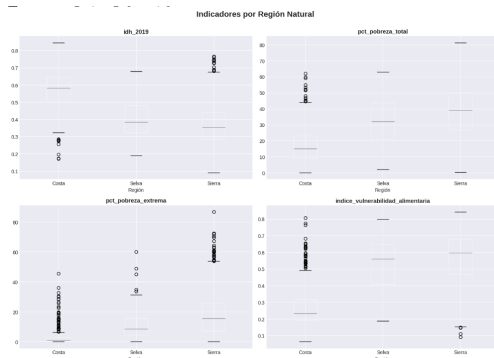 Indicadores por Región Natural
idh_2019
0.8
0.7
0.6
0.5
0.4
0.3
0.2
0.1
Costa
Selva
Sierra
Región
pct_pobreza_total
80
70
60
50
40
30
20
10
0
Costa
Selva
Sierra
Región
pct_pobreza_extrema
80
60
40
20
0
Costa
Selva
Sierra
indice_vulnerabilidad_alimentaria
0.8
0.7
0.6
0.5
0.4
0.3
0.2
0.1
Costa
Selva
Sierra